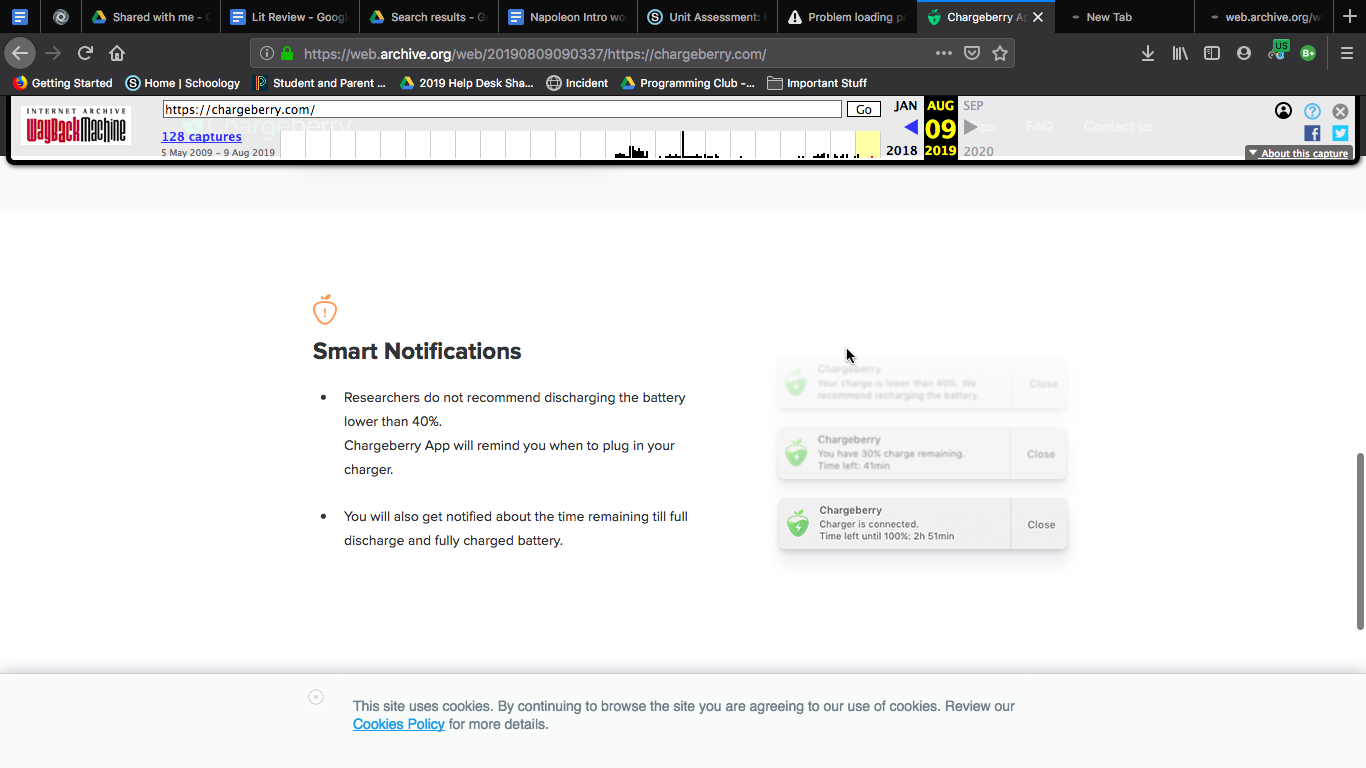 Shared with me -
Lit Review - Googl
Search results - G
Napoleon Intro wo
Unit Assessment:
Problem loading p
Chargeberry A
New Tab
web.archive.org/w
https://web.archive.org/web/20190809090337/https://chargeberry.com/
US
B+
Getting Started
Home | Schoology
Student and Parent ...
2019 Help Desk Sha...
Incident
Programming Club -...
Important Stuff
INTERNET ARCHIVE
WayBackMachine
https://chargeberry.com/
Go
128 captures
5 May 2009 – 9 Aug 2019
JAN AUG SEP
09
2018 2019 2020
FAQ
Contact us
About this capture
Smart Notifications
Researchers do not recommend discharging the battery
lower than 40%.
Chargeberry App will remind you when to plug in your
charger.
You will also get notified about the time remaining till full
discharge and fully charged battery.
Chargeberry
Your charge is lower than 40%. We
recommend recharging the battery.
Close
Chargeberry
You have 30% charge remaining.
Time left: 41min
Close
Chargeberry
Charger is connected.
Time left until 100%: 2h 51min
Close
This site uses cookies. By continuing to browse the site you are agreeing to our use of cookies. Review our
Cookies Policy for more details.